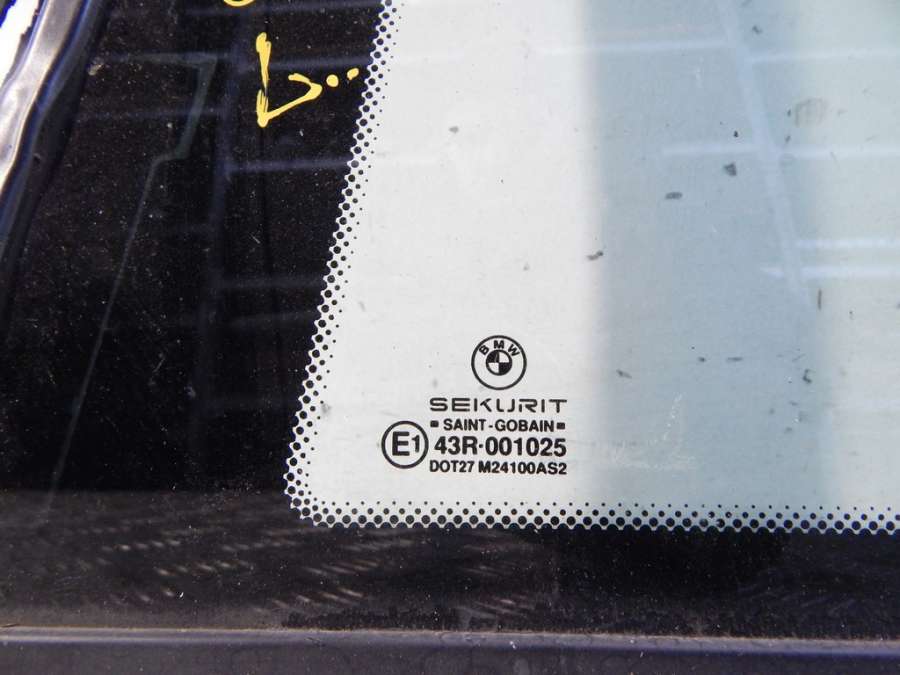 BMW
SEKURIT
SAINT-GOBAIN
E1
43R-001025
DOT27 M24100AS2